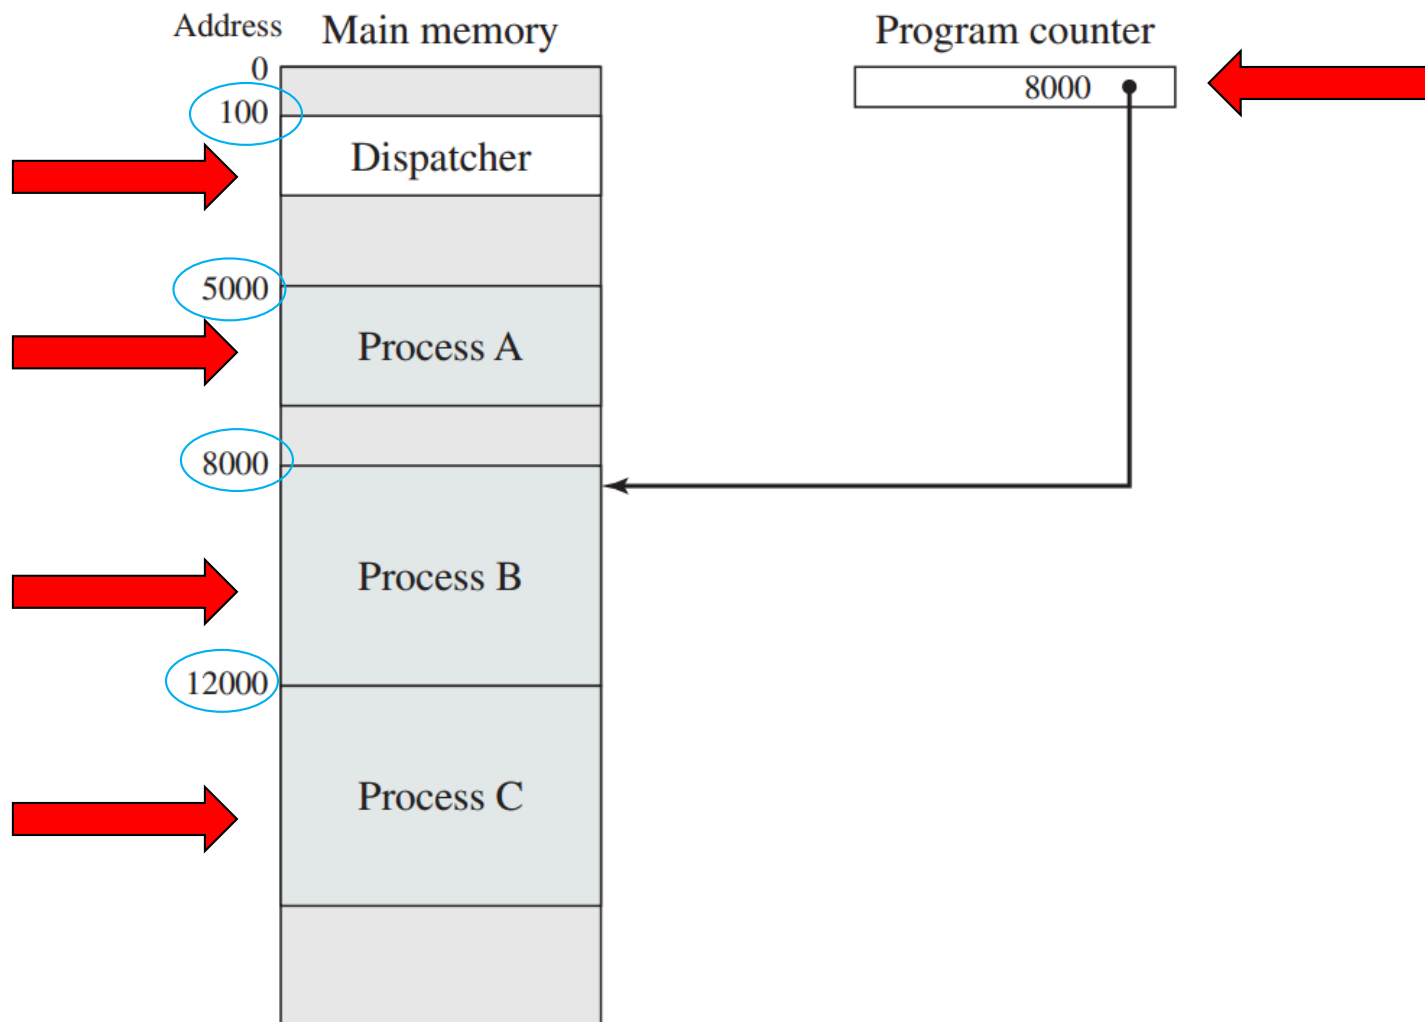 Address
Main memory
Program counter
0
8000
100
Dispatcher
5000
Process A
8000
Process B
12000
Process C